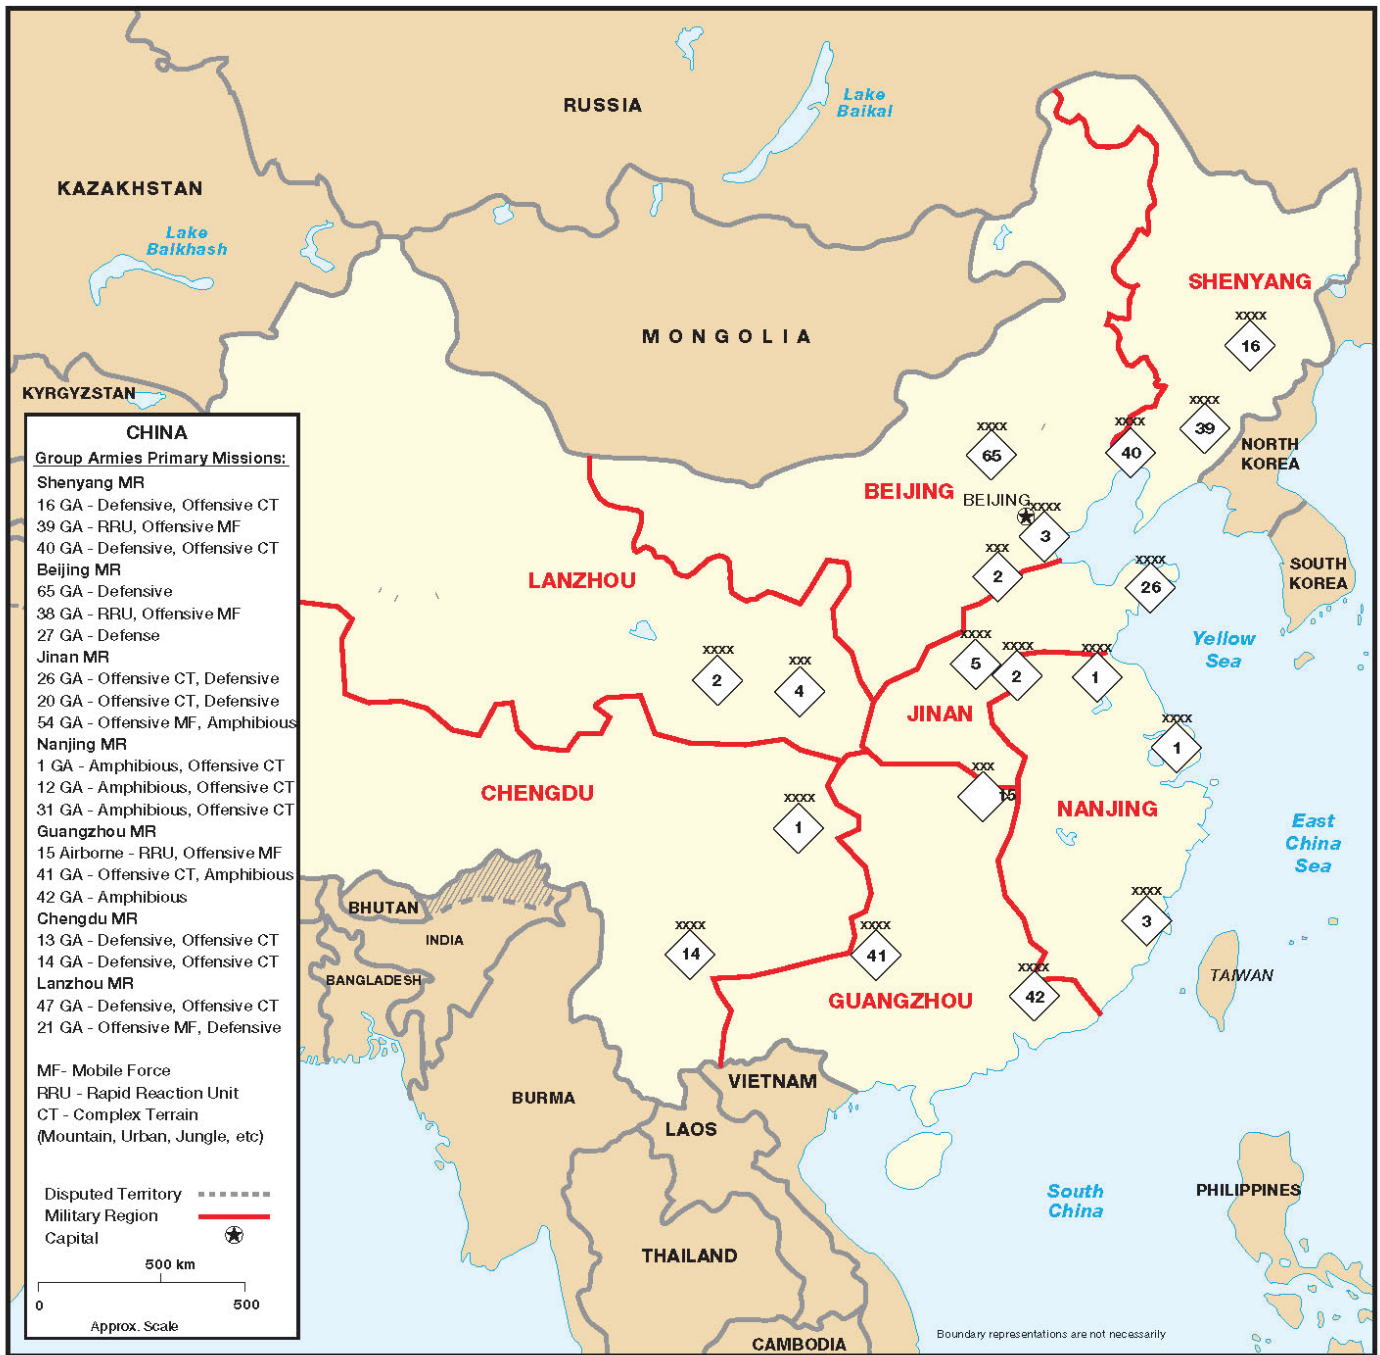 RUSSIA
Lake
Baikal
KAZAKHSTAN
Lake
Balkhash
SHENYANG
MONGOLIA
XXXX
16
KYRGYZSTAN
XXXX
39
XXXX
40
XXXX
65
NORTH
KOREA
BEIJING
BEIJING
XXXX
3
XXX
2
XXXX
26
SOUTH
KOREA
LANZHOU
Yellow
Sea
XXXX
2
XXX
4
XXXX
5
XXXX
2
XXXX
1
JINAN
XXXX
1
CHENGDU
XXX
15
NANJING
XXXX
1
East
China
Sea
BHUTAN
INDIA
BANGLADESH
XXXX
3
XXXX
14
XXXX
41
XXXX
42
TAIWAN
GUANGZHOU
VIETNAM
BURMA
LAOS
South
China
PHILIPPINES
THAILAND
CAMBODIA
Boundary representations are not necessarily
CHINA
Group Armies Primary Missions:
Shenyang MR
16 GA - Defensive, Offensive CT
39 GA - RRU, Offensive MF
40 GA - Defensive, Offensive CT
Beijing MR
65 GA - Defensive
38 GA - RRU, Offensive MF
27 GA - Defense
Jinan MR
26 GA - Offensive CT, Defensive
20 GA - Offensive CT, Defensive
54 GA - Offensive MF, Amphibious
Nanjing MR
1 GA - Amphibious, Offensive CT
12 GA - Amphibious, Offensive CT
31 GA - Amphibious, Offensive CT
Guangzhou MR
15 Airborne - RRU, Offensive MF
41 GA - Offensive CT, Amphibious
42 GA - Amphibious
Chengdu MR
13 GA - Defensive, Offensive CT
14 GA - Defensive, Offensive CT
Lanzhou MR
47 GA - Defensive, Offensive CT
21 GA - Offensive MF, Defensive
MF- Mobile Force
RRU - Rapid Reaction Unit
CT - Complex Terrain
(Mountain, Urban, Jungle, etc)
Disputed Territory
Military Region
Capital
500 km
0
500
Approx. Scale